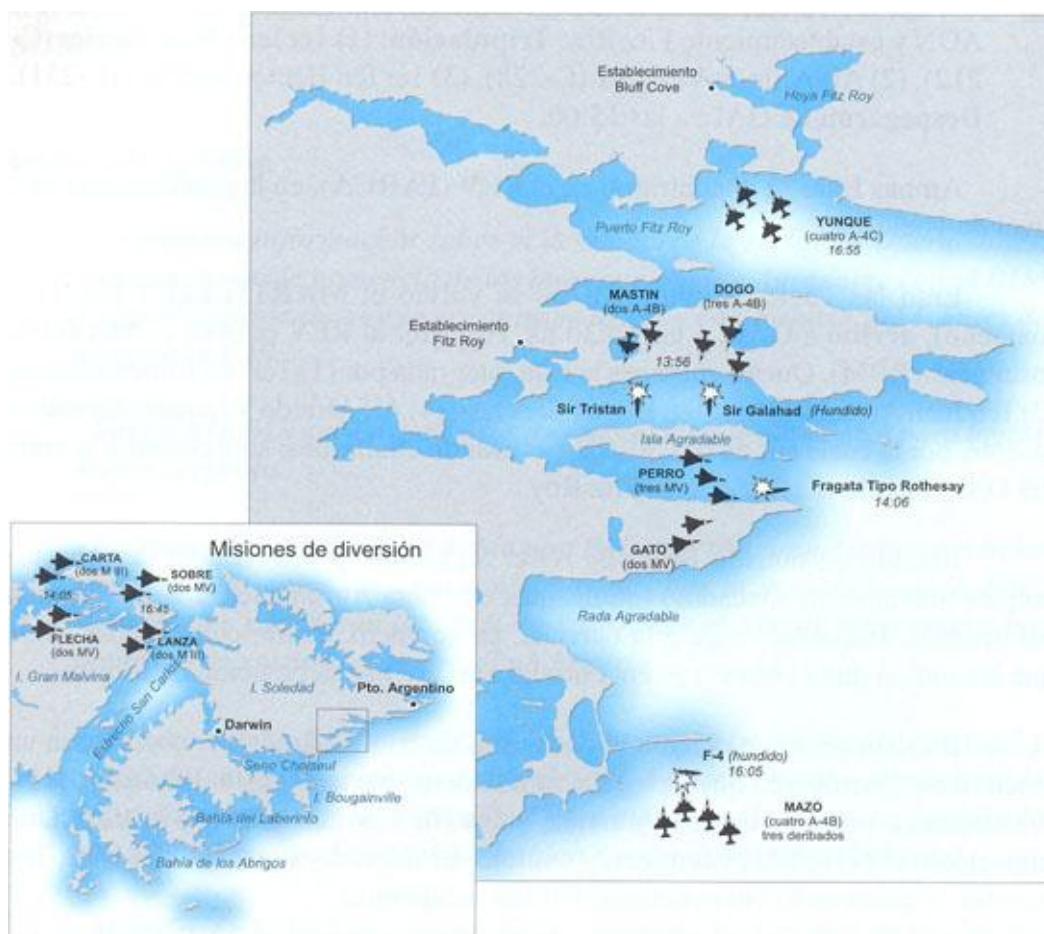 Establecimiento
Bluff Cove
Hoya Fitz Roy
Puerto Fitz Roy
YUNQUE
(cuatro A-4C)
16:55
MASTIN
(dos A-4B)
DOGO
(tres A-4B)
Establecimiento
Fitz Roy
13:56
Sir Tristan
Sir Galahad (Hundido)
Isla Agradable
PERRO
(tres MV)
Fragata Tipo Rothesay
14:06
GATO
(dos MV)
Rada Agradable
F-4 (hundido)
16:05
MAZO
(cuatro A-4B)
tres deribados
Misiones de diversión
CARTA
(dos M III)
SOBRE
(dos MV)
14:05
16:45
FLECHA
(dos MV)
LANZA
(dos M III)
I. Gran Malvina
Estrecho San Carlos
I. Soledad
Pto. Argentino
Darwin
Seno Choiseul
I. Bougainville
Bahía del Laberinto
Bahía de los Abrigos